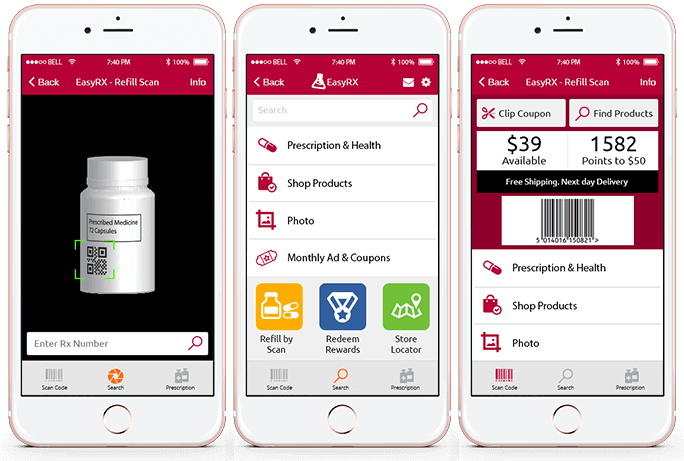 ●●●○○ BELL 7:40 PM 100%
Back EasyRX - Refill Scan Info
Prescribed Medicine
72 Capsules
Enter Rx Number
Scan Code Search Prescription
●●●○○ BELL 7:40 PM 100%
Back EasyRX
Search
Prescription & Health
Shop Products
Photo
Monthly Ad & Coupons
Refill by
Scan
Redeem
Rewards
Store
Locator
Scan Code Search Prescription
●●●○○ BELL 7:40 PM 100%
Back EasyRX - Refill Scan Info
Clip Coupon Find Products
$39 1582
Available Points to $50
Free Shipping. Next day Delivery
5 014016 150821 >
Prescription & Health
Shop Products
Photo
Scan Code Search Prescription